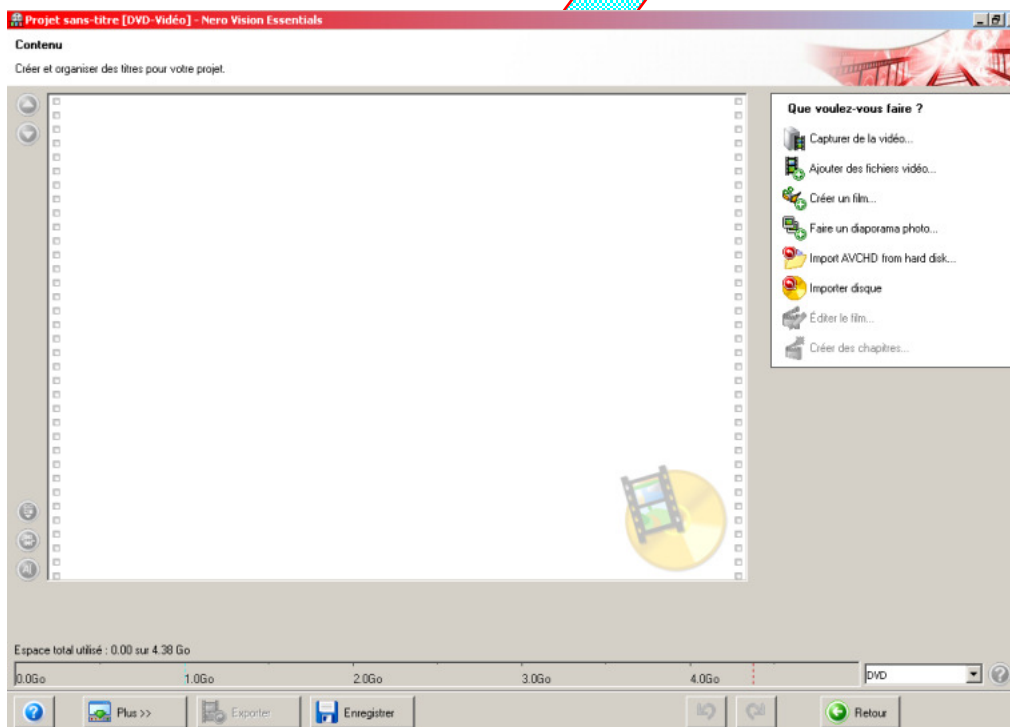 Projet sans-titre [DVD-Vidéo] - Nero Vision Essentials
Contenu
Créer et organiser des titres pour votre projet.
Que voulez-vous faire ?
Capturer de la vidéo...
Ajouter des fichiers vidéo...
Créer un film...
Faire un diaporama photo...
Import AVCHD from hard disk...
Importer disque
Éditer le film...
Créer des chapitres...
Espace total utilisé : 0.00 sur 4.38 Go
0.0Go 1.0Go 2.0Go 3.0Go 4.0Go DVD
Plus >> Exporter Enregistrer Retour